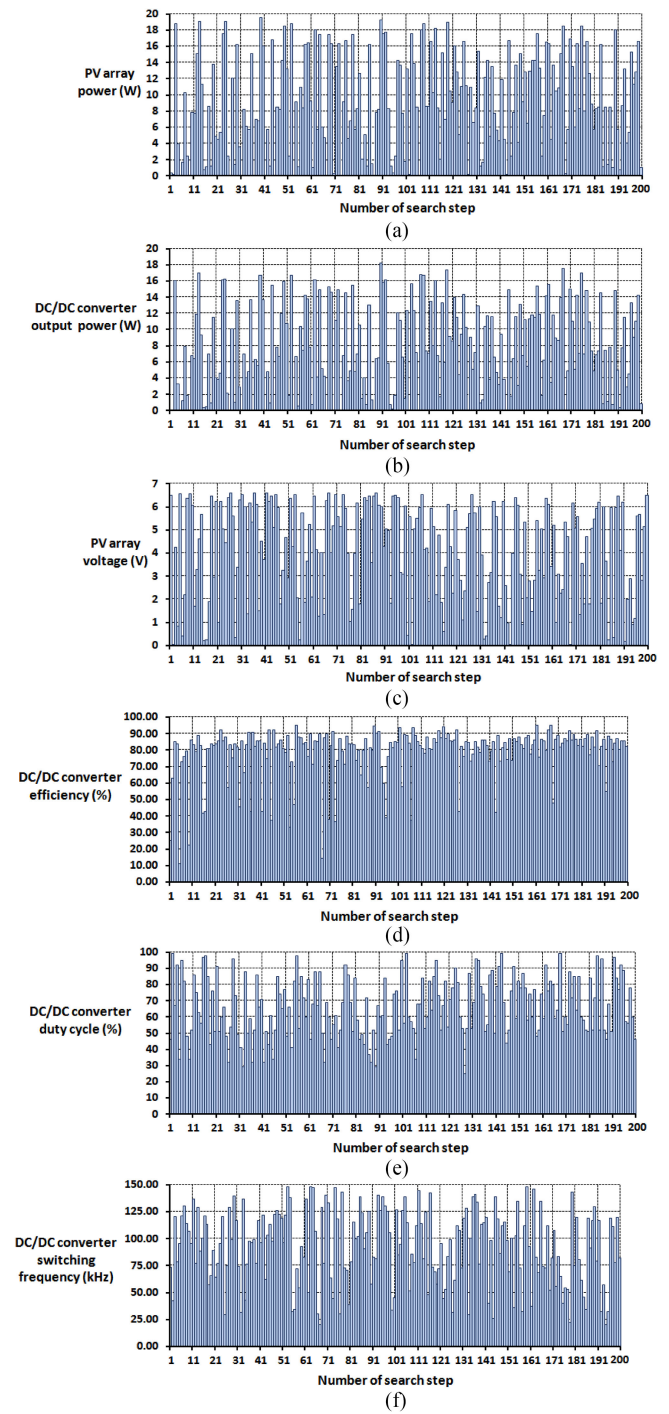 PV array
power (W)
20
18
16
14
12
10
8
6
4
2
0
1 11 21 31 41 51 61 71 81 91 101 111 121 131 141 151 161 171 181 191 200
Number of search step
(a)
DC/DC converter
output power (W)
20
18
16
14
12
10
8
6
4
2
0
1 11 21 31 41 51 61 71 81 91 101 111 121 131 141 151 161 171 181 191 200
Number of search step
(b)
PV array
voltage (V)
7
6
5
4
3
2
1
0
1 11 21 31 41 51 61 71 81 91 101 111 121 131 141 151 161 171 181 191 200
Number of search step
(c)
DC/DC converter
efficiency (%)
100.00
90.00
80.00
70.00
60.00
50.00
40.00
30.00
20.00
10.00
0.00
1 11 21 31 41 51 61 71 81 91 101 111 121 131 141 151 161 171 181 191 200
Number of search step
(d)
DC/DC converter
duty cycle (%)
100
90
80
70
60
50
40
30
20
10
0
1 11 21 31 41 51 61 71 81 91 101 111 121 131 141 151 161 171 181 191 200
Number of search step
(e)
DC/DC converter
switching
frequency (kHz)
150.00
125.00
100.00
75.00
50.00
25.00
0.00
1 11 21 31 41 51 61 71 81 91 101 111 121 131 141 151 161 171 181 191 200
Number of search step
(f)